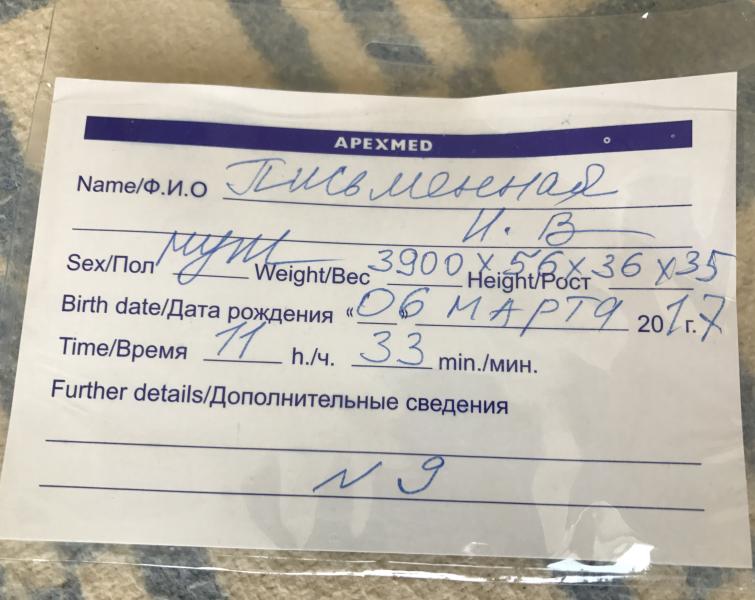 APEXMED
Name/Ф.И.О Письменная
И. В
Sex/Пол муж Weight/Вес 3900 х 56 х Height/Рост 36 х 35
Birth date/Дата рождения «06» МАРТА 2017 г.
Time/Время 11 h./ч. 33 min./мин.
Further details/Дополнительные сведения
N 9